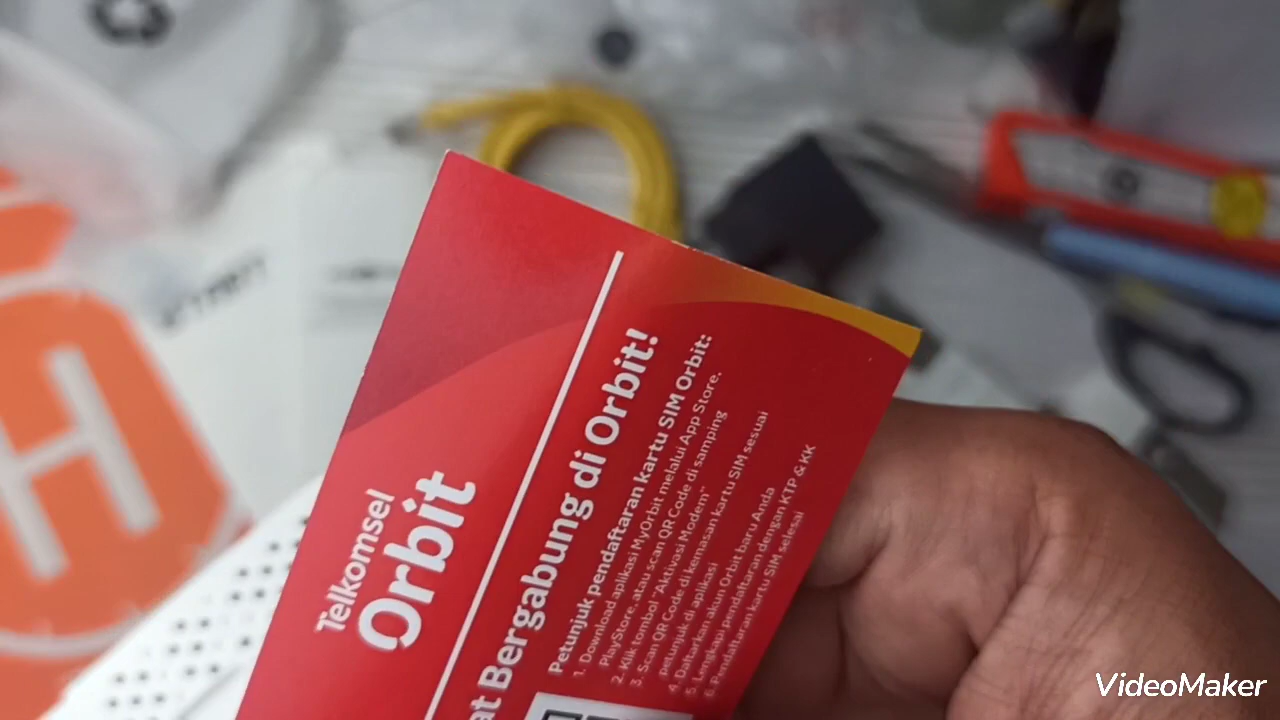 Telkomsel
Orbit
at Bergabung di Orbit!
Petunjuk pendaftaran kartu SIM Orbit:
1. Download aplikasi MyOrbit melalui App Store,
PlayStore, atau scan QR Code di samping
2. Klik tombol "Aktivasi Modem"
3. Scan QR Code di kemasan kartu SIM sesuai
petunjuk di aplikasi
4. Daftarkan akun Orbit baru Anda
5. Lengkapi pendaftaran dengan KTP & KK
6. Pendaftaran kartu SIM selesai
H
VideoMaker